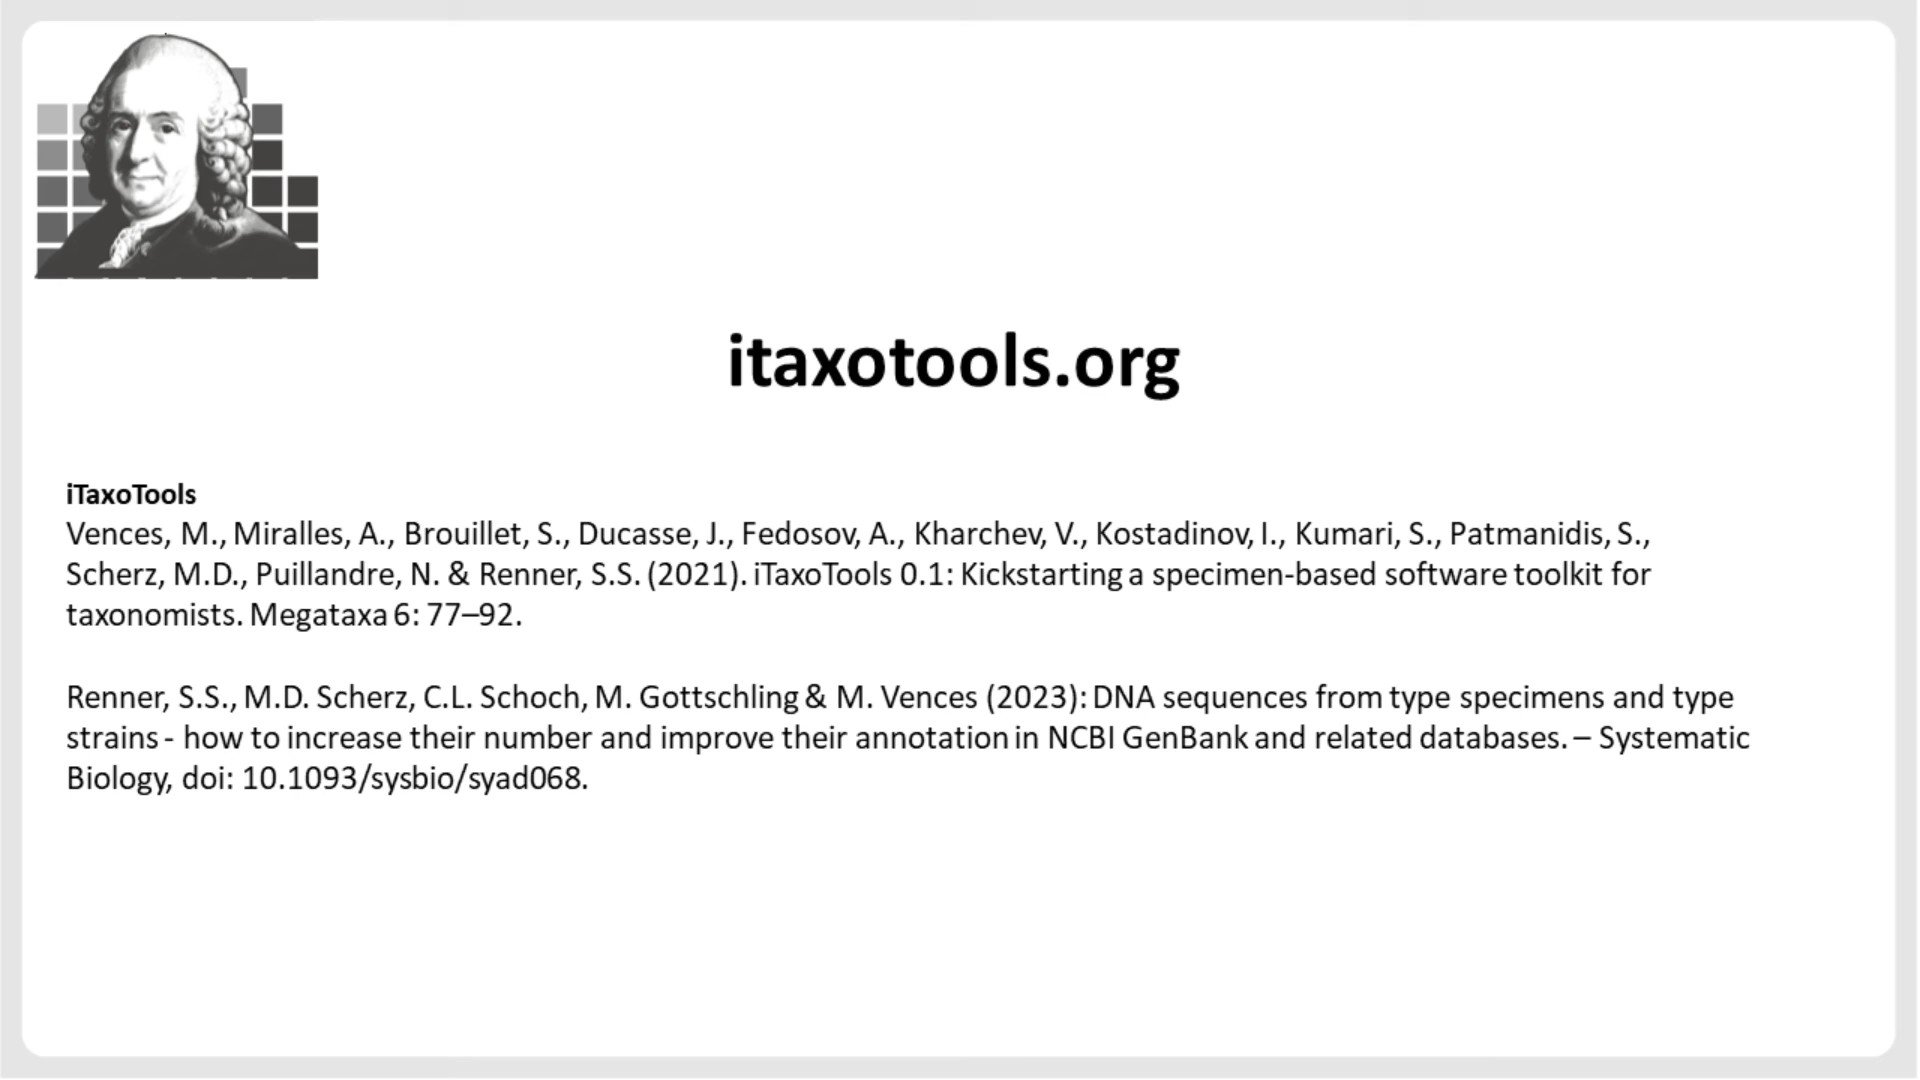 itaxotools.org
iTaxoTools
Vences, M., Miralles, A., Brouillet, S., Ducasse, J., Fedosov, A., Kharchev, V., Kostadinov, I., Kumari, S., Patmanidis, S.,
Scherz, M.D., Puillandre, N. & Renner, S.S. (2021). iTaxoTools 0.1: Kickstarting a specimen-based software toolkit for
taxonomists. Megataxa 6: 77–92.
Renner, S.S., M.D. Scherz, C.L. Schoch, M. Gottschling & M. Vences (2023): DNA sequences from type specimens and type
strains - how to increase their number and improve their annotation in NCBI GenBank and related databases. – Systematic
Biology, doi: 10.1093/sysbio/syad068.